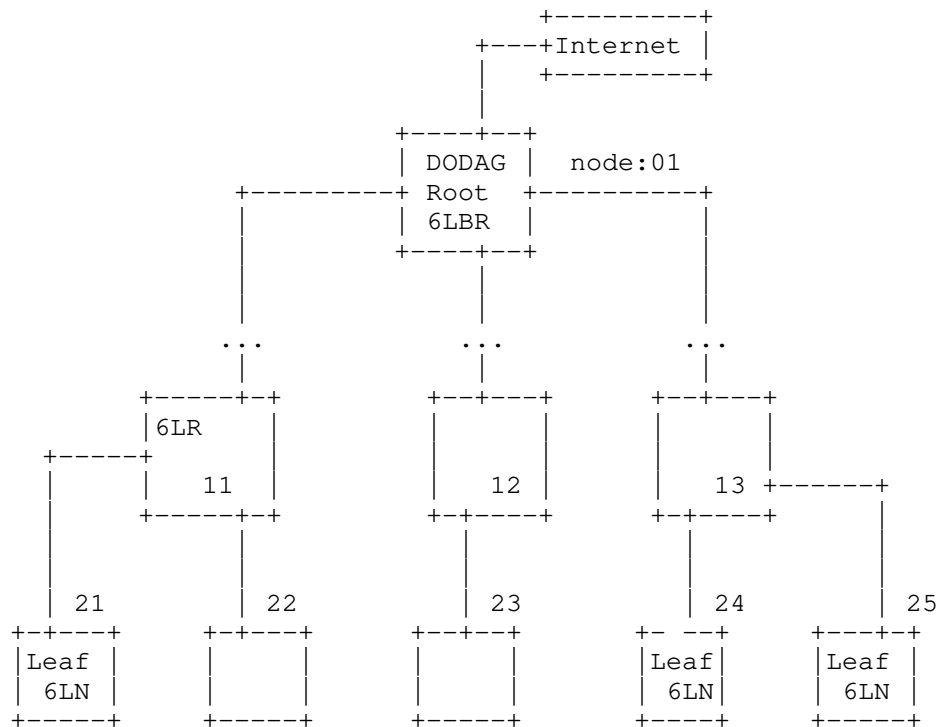 Internet
DODAG node:01
Root
6LBR
... ... ...
6LR
11 12 13
21 22 23 24 25
Leaf Leaf Leaf
6LN 6LN 6LN